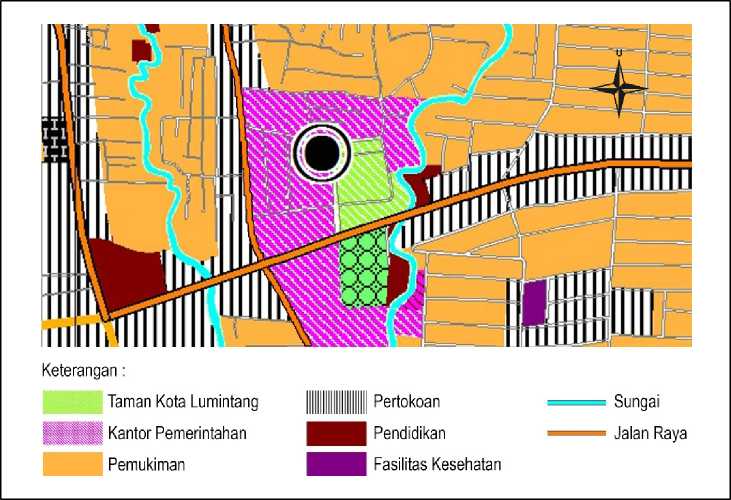 U
Keterangan :
Taman Kota Lumintang
Kantor Pemerintahan
Pemukiman
Pertokoan
Pendidikan
Fasilitas Kesehatan
Sungai
Jalan Raya